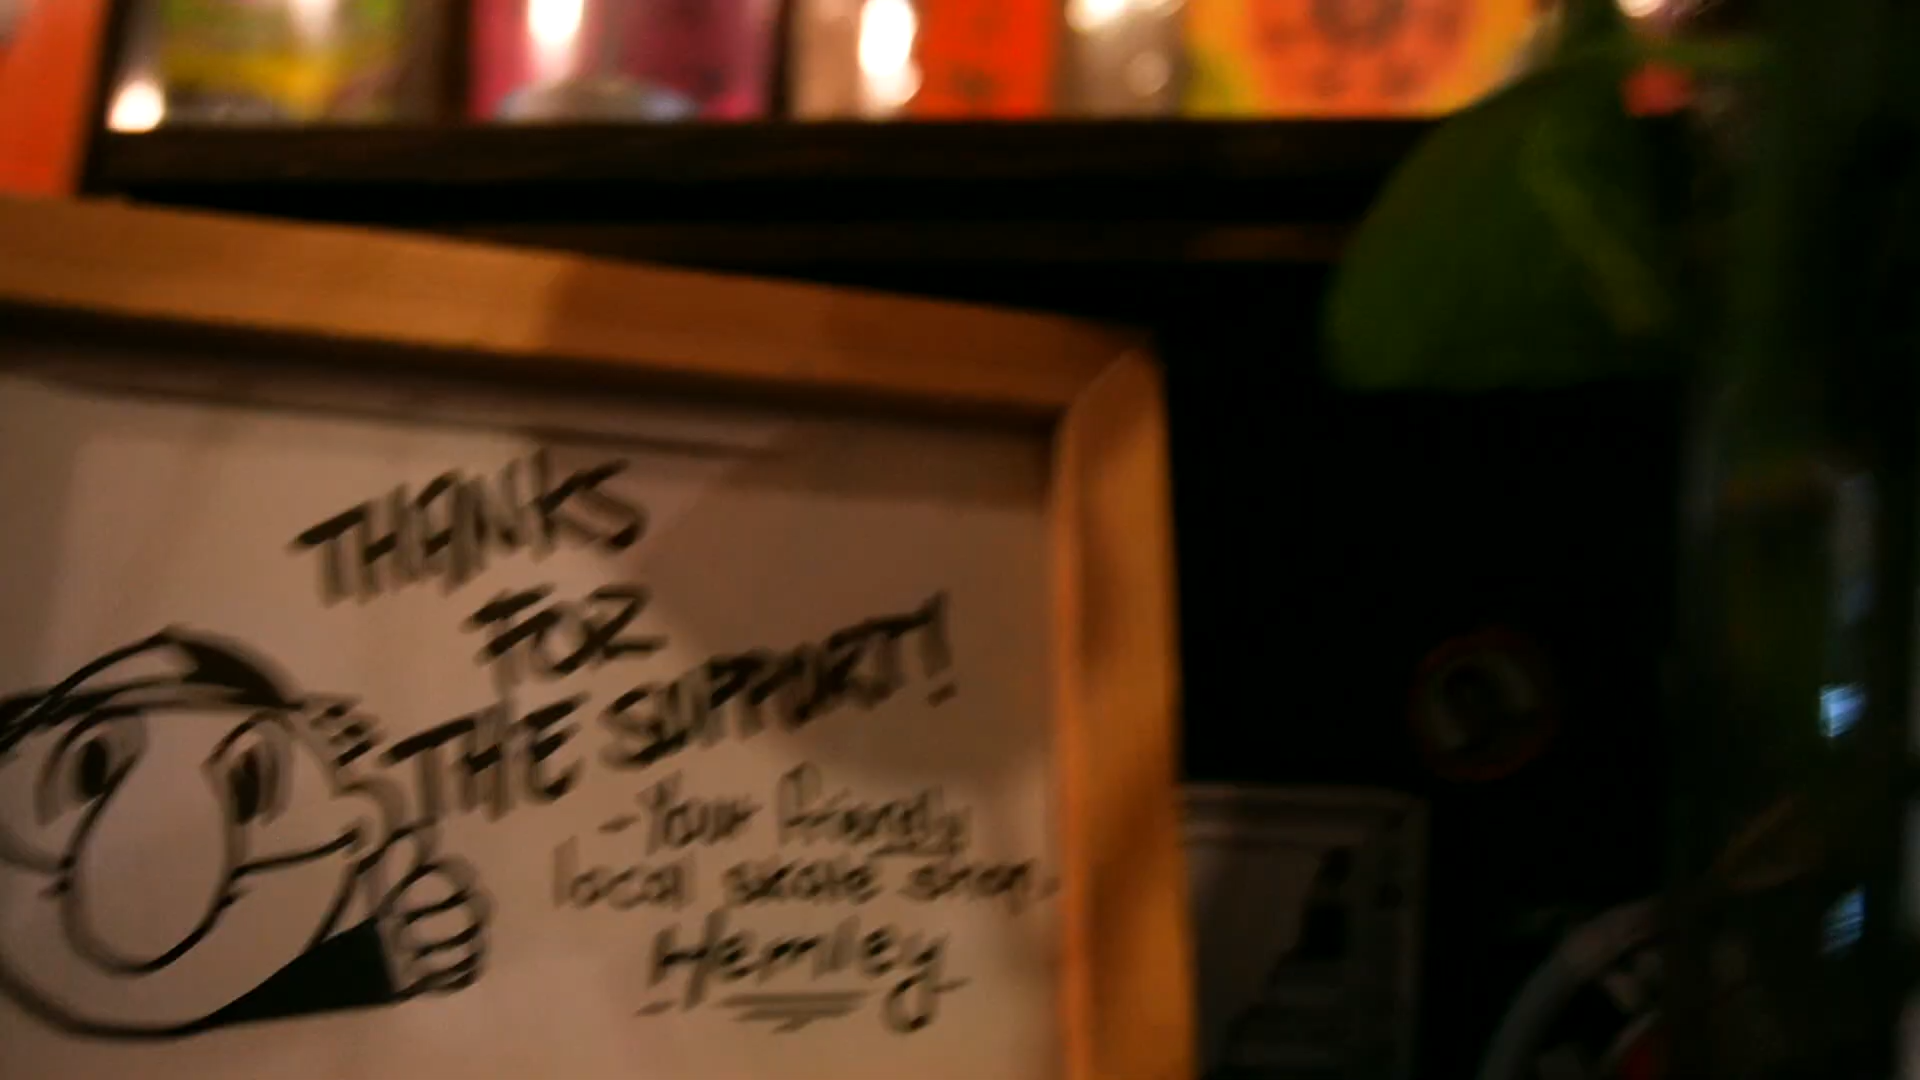 THANKS
FOR
THE SUPPORT!
-Your friendly
local skate shop.
Hemley